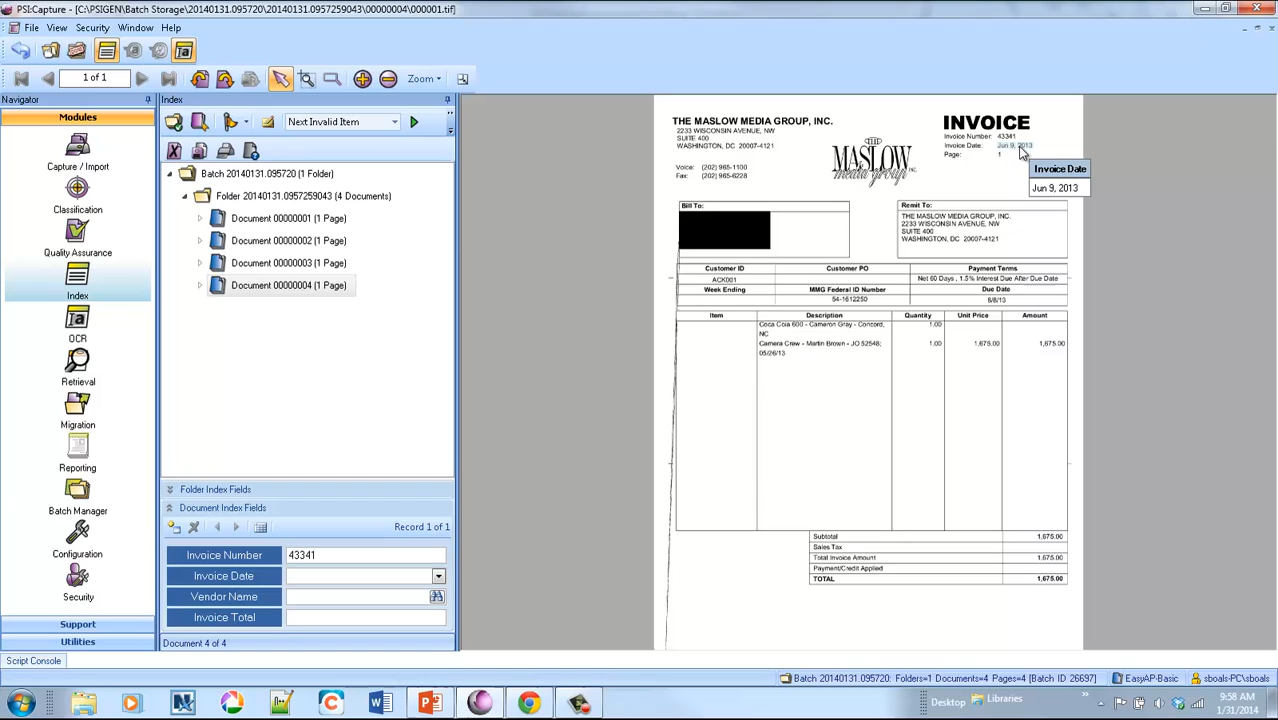 PSI:Capture - [C:\PSIGEN\Batch Storage\20140131.095720\20140131.0957259043\00000004\000001.tif]
File View Security Window Help
1 of 1
Zoom
Navigator
Modules
Capture / Import
Classification
Quality Assurance
Index
OCR
Retrieval
Migration
Reporting
Batch Manager
Configuration
Security
Support
Utilities
Script Console
Index
Next Invalid Item
Batch 20140131.095720 (1 Folder)
Folder 20140131.0957259043 (4 Documents)
Document 00000001 (1 Page)
Document 00000002 (1 Page)
Document 00000003 (1 Page)
Document 00000004 (1 Page)
Folder Index Fields
Document Index Fields
Record 1 of 1
Invoice Number 43341
Invoice Date
Vendor Name
Invoice Total
Document 4 of 4
THE MASLOW MEDIA GROUP, INC.
2233 WISCONSIN AVENUE, NW
SUITE 400
WASHINGTON, DC 20007-4121
Voice: (202) 965-1100
Fax: (202) 965-6228
THE
MASLOW
media group INC.
INVOICE
Invoice Number: 43341
Invoice Date: Jun 9, 2013
Page: 1
Invoice Date
Jun 9, 2013
Bill To:
Remit To:
THE MASLOW MEDIA GROUP, INC.
2233 WISCONSIN AVENUE, NW
SUITE 400
WASHINGTON, DC 20007-4121
Customer ID Customer PO Payment Terms
ACK001 Net 60 Days , 1.5% Interest Due After Due Date
Week Ending MMG Federal ID Number Due Date
54-1612250 8/8/13
Item Description Quantity Unit Price Amount
Coca Cola 600 - Cameron Gray - Concord, 1.00
NC
Camera Crew - Martin Brown - JO 52548; 1.00 1,675.00 1,675.00
05/26/13
Subtotal 1,675.00
Sales Tax
Total Invoice Amount 1,675.00
Payment/Credit Applied
TOTAL 1,675.00
Batch 20140131.095720: Folders=1 Documents=4 Pages=4 [Batch ID 26697] EasyAP-Basic sboals-PC\sboals
Desktop Libraries
9:58 AM
1/31/2014